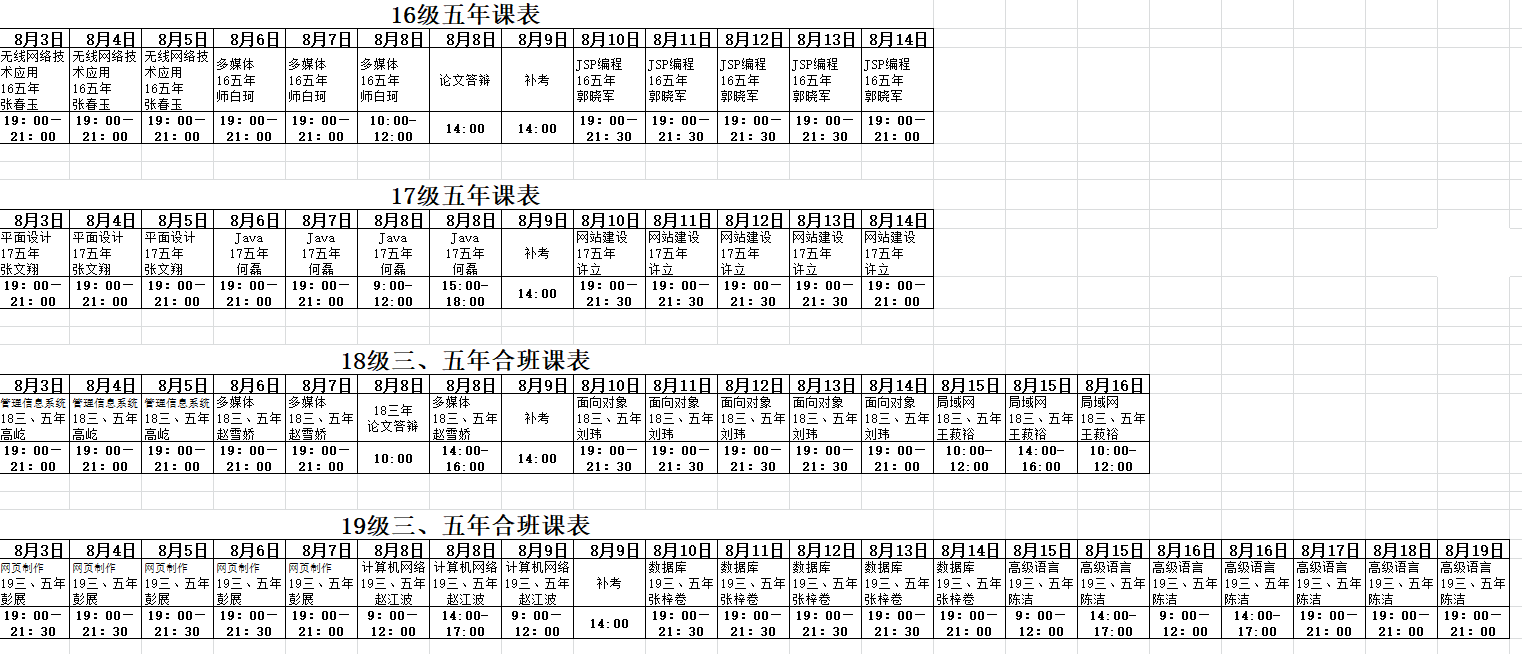 16级五年课表
8月3日 8月4日 8月5日 8月6日 8月7日 8月8日 8月8日 8月9日 8月10日 8月11日 8月12日 8月13日 8月14日
无线网络技 无线网络技 无线网络技 多媒体 多媒体 多媒体 论文答辩 补考 JSP编程 JSP编程 JSP编程 JSP编程 JSP编程
术应用 术应用 术应用 16五年 16五年 16五年 16五年 16五年 16五年 16五年 16五年
16五年 16五年 16五年 师白珂 师白珂 师白珂 郭晓军 郭晓军 郭晓军 郭晓军 郭晓军
张春玉 张春玉 张春玉
19：00— 19：00— 19：00— 19：00— 19：00— 10:00- 14:00 14:00 19：00— 19：00— 19：00— 19：00— 19：00—
21：00 21：00 21：00 21：00 21：00 12:00 21：30 21：30 21：30 21：30 21：00
17级五年课表
8月3日 8月4日 8月5日 8月6日 8月7日 8月8日 8月8日 8月9日 8月10日 8月11日 8月12日 8月13日 8月14日
平面设计 平面设计 平面设计 Java Java Java Java 补考 网站建设 网站建设 网站建设 网站建设 网站建设
17五年 17五年 17五年 17五年 17五年 17五年 17五年 17五年 17五年 17五年 17五年 17五年
张文翔 张文翔 张文翔 何磊 何磊 何磊 何磊 许立 许立 许立 许立 许立
19：00— 19：00— 19：00— 19：00— 19：00— 9:00- 15:00- 14:00 19：00— 19：00— 19：00— 19：00— 19：00—
21：00 21：00 21：00 21：00 21：00 12:00 18:00 21：30 21：30 21：30 21：30 21：00
18级三、五年合班课表
8月3日 8月4日 8月5日 8月6日 8月7日 8月8日 8月8日 8月9日 8月10日 8月11日 8月12日 8月13日 8月14日 8月15日 8月15日 8月16日
管理信息系统 管理信息系统 管理信息系统 多媒体 多媒体 18三年 多媒体 补考 面向对象 面向对象 面向对象 面向对象 面向对象 局域网 局域网 局域网
18三、五年 18三、五年 18三、五年 18三、五年 18三、五年 论文答辩 18三、五年 18三、五年 18三、五年 18三、五年 18三、五年 18三、五年 18三、五年 18三、五年 18三、五年
高屹 高屹 高屹 赵雪娇 赵雪娇 赵雪娇 刘玮 刘玮 刘玮 刘玮 刘玮 王菽裕 王菽裕 王菽裕
19：00— 19：00— 19：00— 19：00— 19：00— 10:00 14:00- 14:00 19：00— 19：00— 19：00— 19：00— 19：00— 10:00- 14:00- 10:00-
21：00 21：00 21：00 21：00 21：00 16:00 21：30 21：30 21：30 21：30 21：00 12:00 16:00 12:00
19级三、五年合班课表
8月3日 8月4日 8月5日 8月6日 8月7日 8月8日 8月8日 8月9日 8月9日 8月10日 8月11日 8月12日 8月13日 8月14日 8月15日 8月15日 8月16日 8月16日 8月17日 8月18日 8月19日
网页制作 网页制作 网页制作 网页制作 网页制作 计算机网络 计算机网络 计算机网络 补考 数据库 数据库 数据库 数据库 数据库 高级语言 高级语言 高级语言 高级语言 高级语言 高级语言 高级语言
19三、五年 19三、五年 19三、五年 19三、五年 19三、五年 19三、五年 19三、五年 19三、五年 19三、五年 19三、五年 19三、五年 19三、五年 19三、五年 19三、五年 19三、五年 19三、五年 19三、五年 19三、五年 19三、五年 19三、五年
彭展 彭展 彭展 彭展 彭展 赵江波 赵江波 赵江波 张梓巻 张梓巻 张梓巻 张梓巻 张梓巻 陈洁 陈洁 陈洁 陈洁 陈洁 陈洁 陈洁
19：00— 19：00— 19：00— 19：00— 19：00— 9：00— 14:00- 9：00— 14:00 19：00— 19：00— 19：00— 19：00— 19：00— 9：00— 14:00- 9：00— 14:00- 19：00— 19：00— 19：00—
21：30 21：30 21：30 21：30 21：30 12：00 17:00 12：00 21：30 21：30 21：30 21：30 21：00 12：00 17:00 12：00 17:00 21：00 21：00 21：00